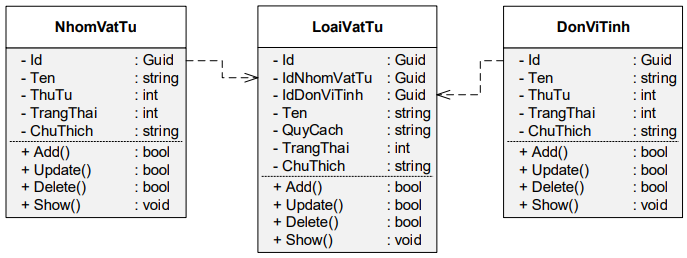 NhomVatTu
- Id : Guid
- Ten : string
- ThuTu : int
- TrangThai : int
- ChuThich : string
+ Add() : bool
+ Update() : bool
+ Delete() : bool
+ Show() : void
LoaiVatTu
- Id : Guid
- IdNhomVatTu : Guid
- IdDonViTinh : Guid
- Ten : string
- QuyCach : string
- TrangThai : int
- ChuThich : string
+ Add() : bool
+ Update() : bool
+ Delete() : bool
+ Show() : void
DonViTinh
- Id : Guid
- Ten : string
- ThuTu : int
- TrangThai : int
- ChuThich : string
+ Add() : bool
+ Update() : bool
+ Delete() : bool
+ Show() : void